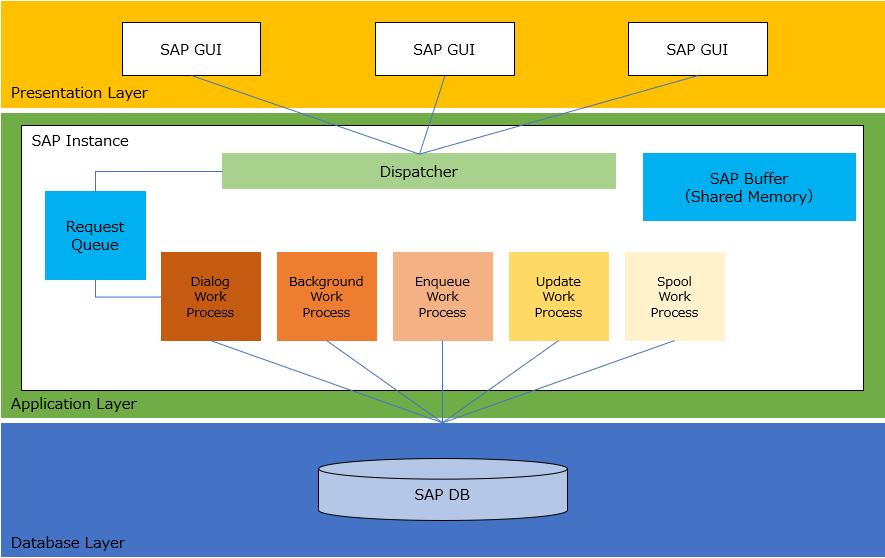 SAP GUI
SAP GUI
SAP GUI
Presentation Layer
SAP Instance
Dispatcher
SAP Buffer
(Shared Memory)
Request
Queue
Dialog
Work
Process
Background
Work
Process
Enqueue
Work
Process
Update
Work
Process
Spool
Work
Process
Application Layer
SAP DB
Database Layer